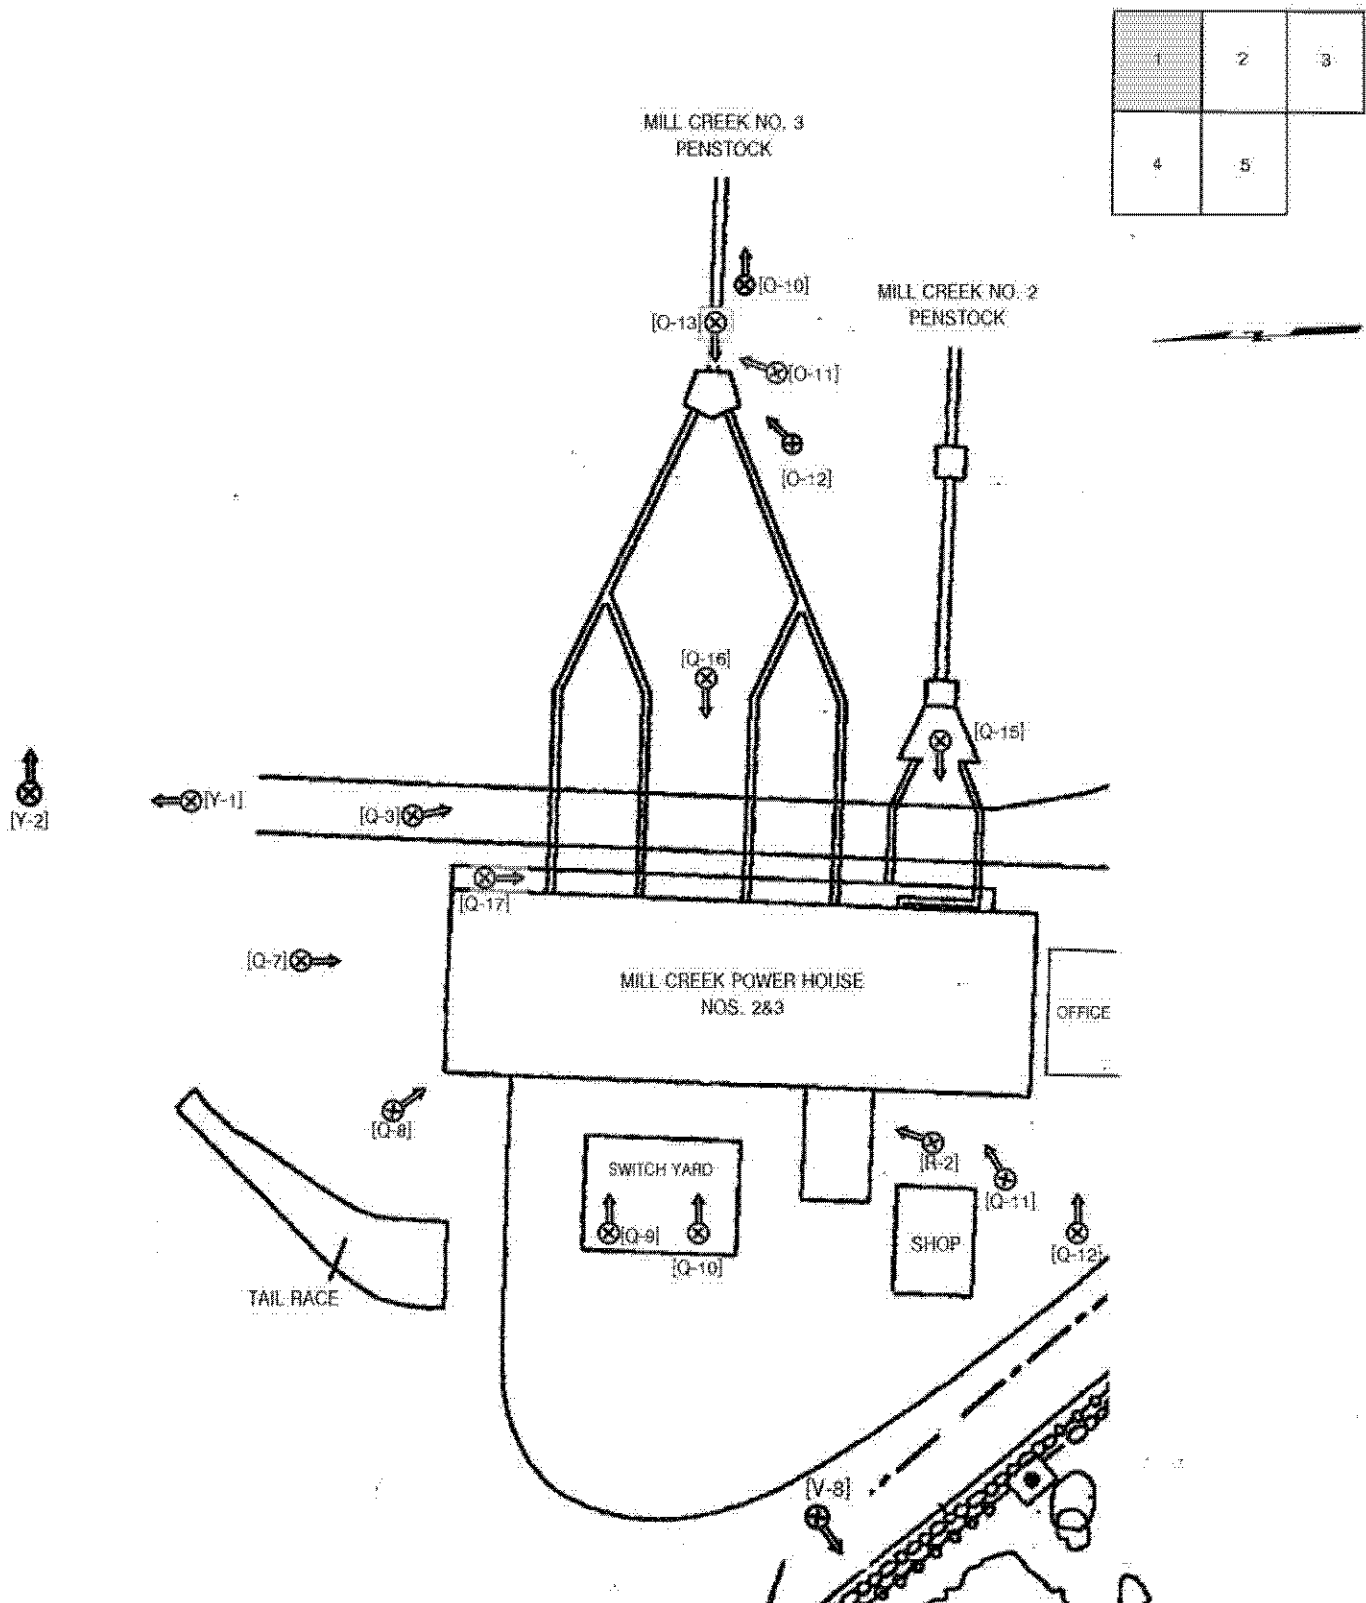 1 2 3
4 5
MILL CREEK NO. 3
PENSTOCK
[O-10]
MILL CREEK NO. 2
PENSTOCK
[O-13]
[O-11]
[O-12]
[Q-16]
[Q-15]
[Y-2]
[Y-1]
[Q-3]
[Q-17]
[Q-7]
MILL CREEK POWER HOUSE
NOS. 2&3
OFFICE
[Q-8]
SWITCH YARD
[R-2]
[Q-11]
[Q-9]
[Q-10]
SHOP
[Q-12]
TAIL RACE
[V-8]